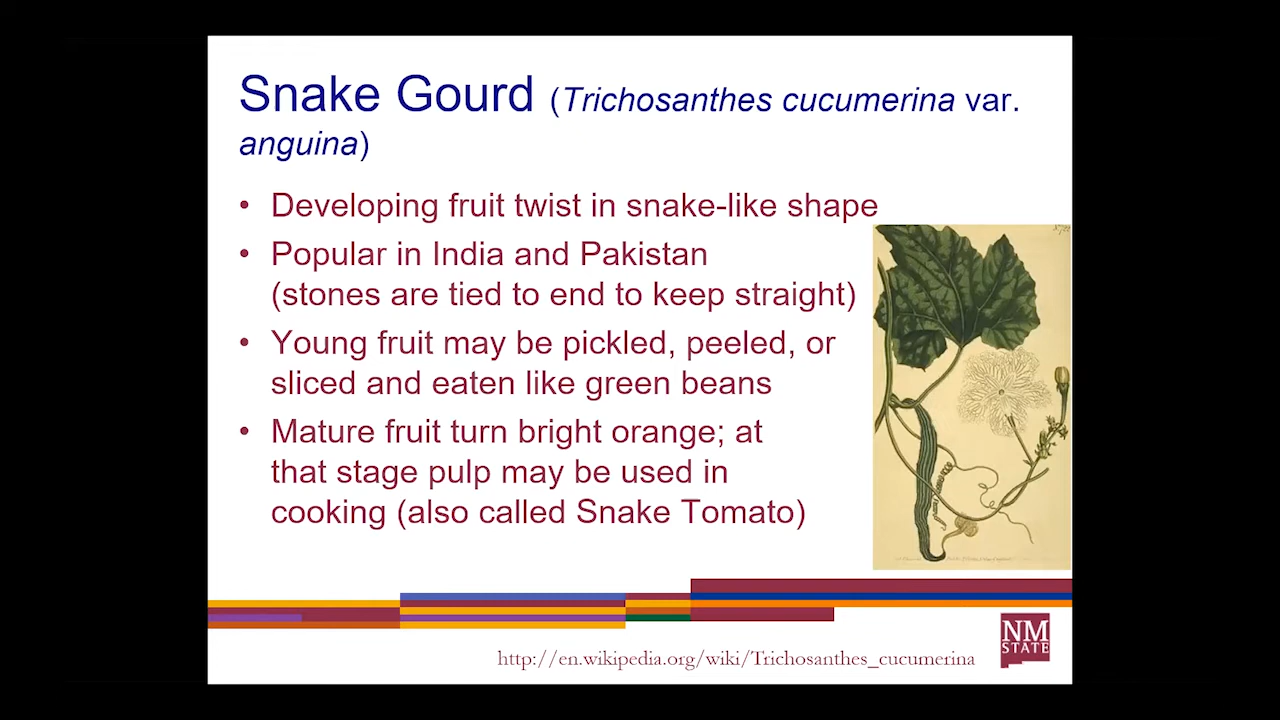 Snake Gourd (Trichosanthes cucumerina var.
anguina)
• Developing fruit twist in snake-like shape
• Popular in India and Pakistan
(stones are tied to end to keep straight)
• Young fruit may be pickled, peeled, or
sliced and eaten like green beans
• Mature fruit turn bright orange; at
that stage pulp may be used in
cooking (also called Snake Tomato)
http://en.wikipedia.org/wiki/Trichosanthes_cucumerina
NM
STATE